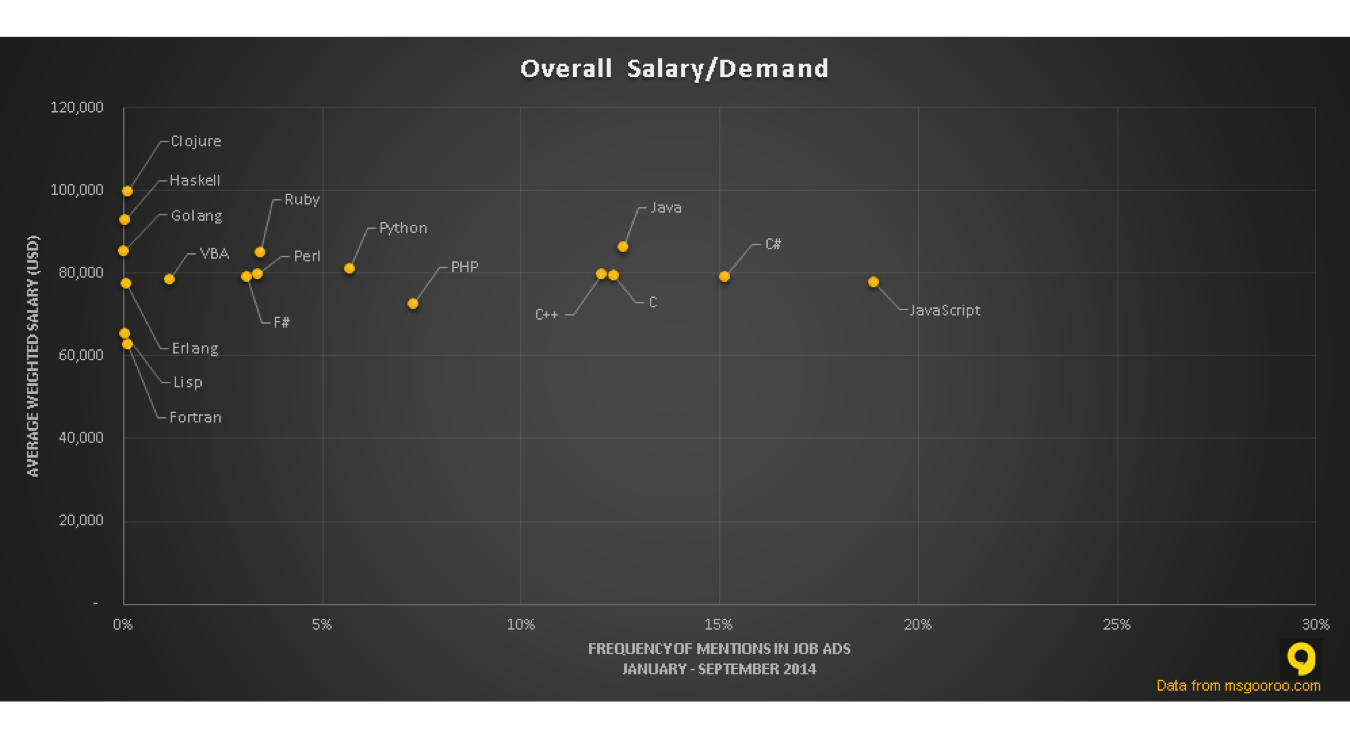 Overall Salary/Demand
120,000
100,000
80,000
60,000
40,000
20,000
-
AVERAGE WEIGHTED SALARY (USD)
Clojure
Haskell
Golang
VBA
Ruby
Perl
Python
PHP
Java
C#
C++
C
JavaScript
F#
Erlang
Lisp
Fortran
0%
5%
10%
15%
20%
25%
30%
FREQUENCY OF MENTIONS IN JOB ADS
JANUARY - SEPTEMBER 2014
Data from msgooroo.com